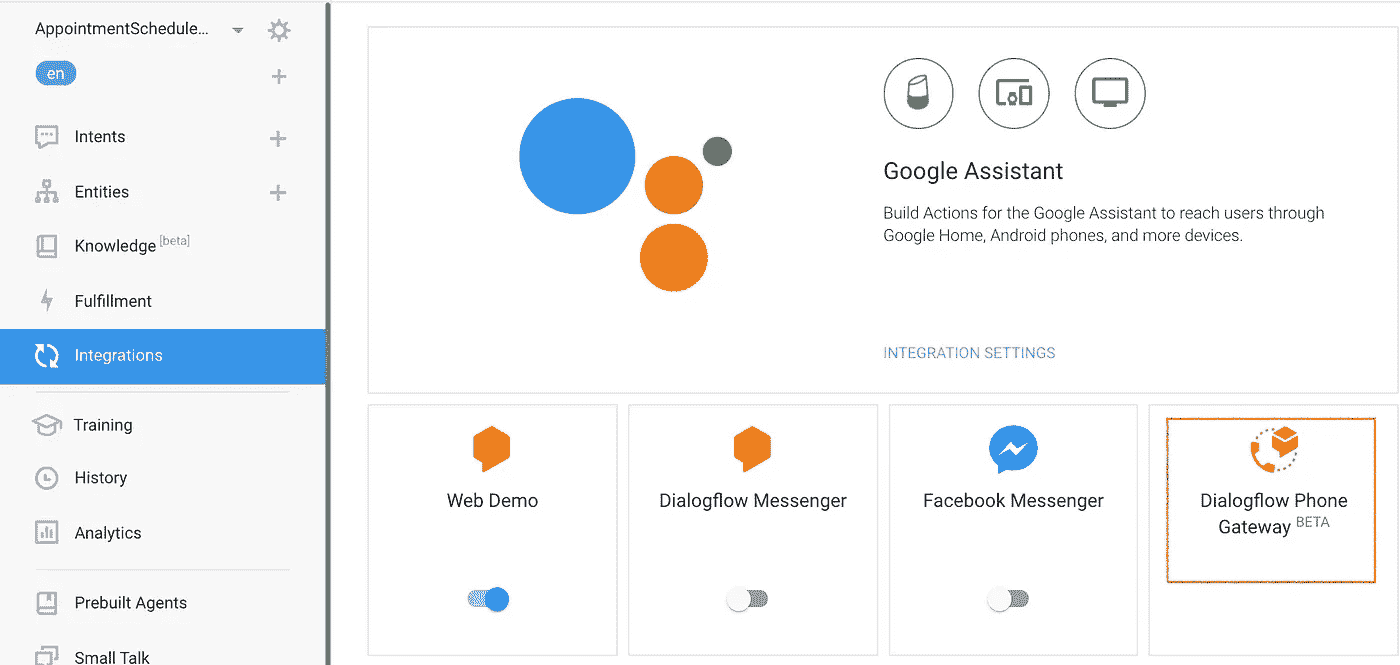 AppointmentSchedule...
en
Intents
Entities
Knowledge [beta]
Fulfillment
Integrations
Training
History
Analytics
Prebuilt Agents
Small Talk
Google Assistant
Build Actions for the Google Assistant to reach users through
Google Home, Android phones, and more devices.
INTEGRATION SETTINGS
Web Demo
Dialogflow Messenger
Facebook Messenger
Dialogflow Phone
Gateway BETA